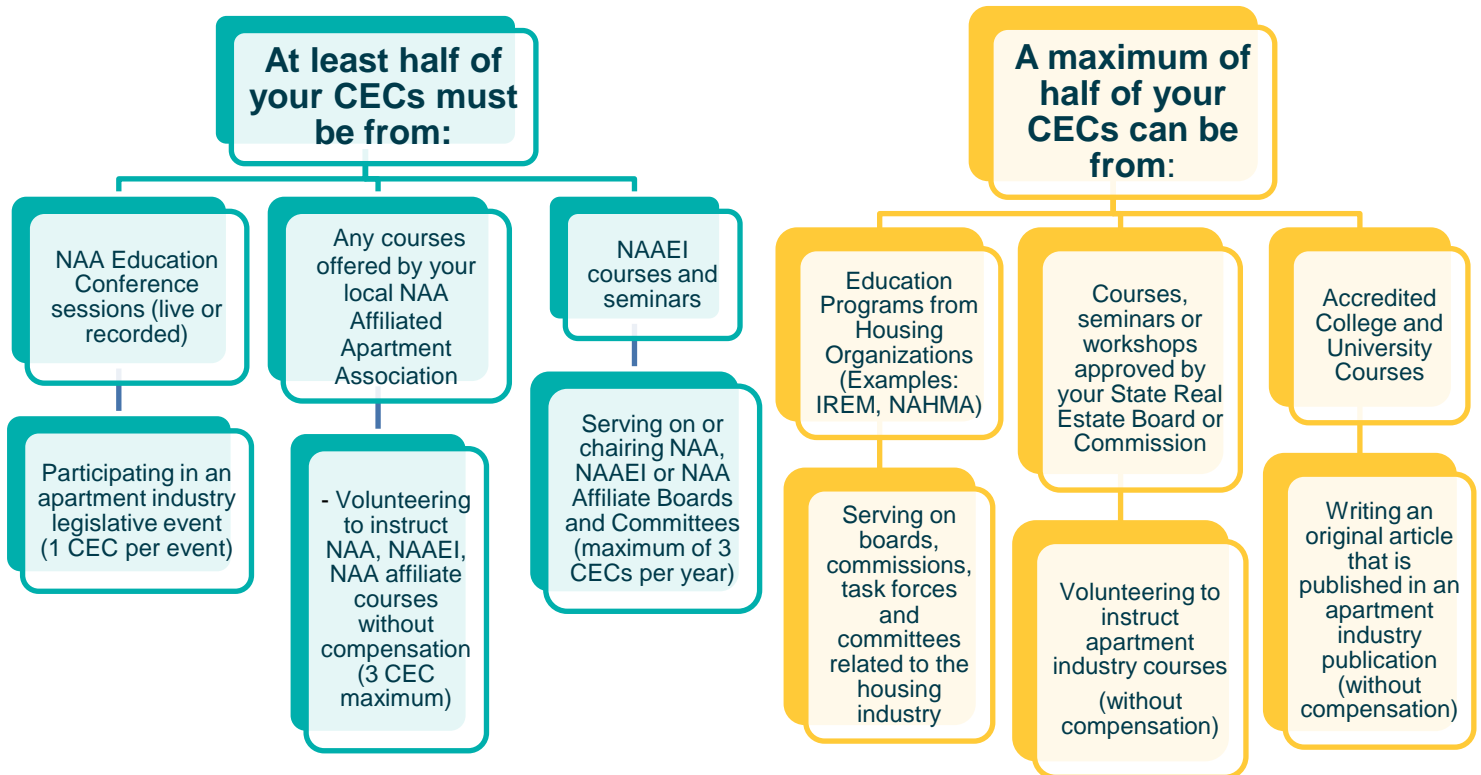 At least half of
your CECs must
be from:
NAA Education
Conference
sessions (live or
recorded)
Participating in an
apartment industry
legislative event
(1 CEC per event)
Any courses
offered by your
local NAA
Affiliated
Apartment
Association
- Volunteering
to instruct
NAA, NAAEI,
NAA affiliate
courses
without
compensation
(3 CEC
maximum)
NAAEI
courses and
seminars
Serving on or
chairing NAA,
NAAEI or NAA
Affiliate Boards
and Committees
(maximum of 3
CECs per year)
A maximum of
half of your
CECs can be
from:
Education
Programs from
Housing
Organizations
(Examples:
IREM, NAHMA)
Serving on
boards,
commissions,
task forces
and
committees
related to the
housing
industry
Courses,
seminars or
workshops
approved by
your State Real
Estate Board or
Commission
Volunteering to
instruct
apartment
industry courses
(without
compensation)
Accredited
College and
University
Courses
Writing an
original article
that is
published in an
apartment
industry
publication
(without
compensation)